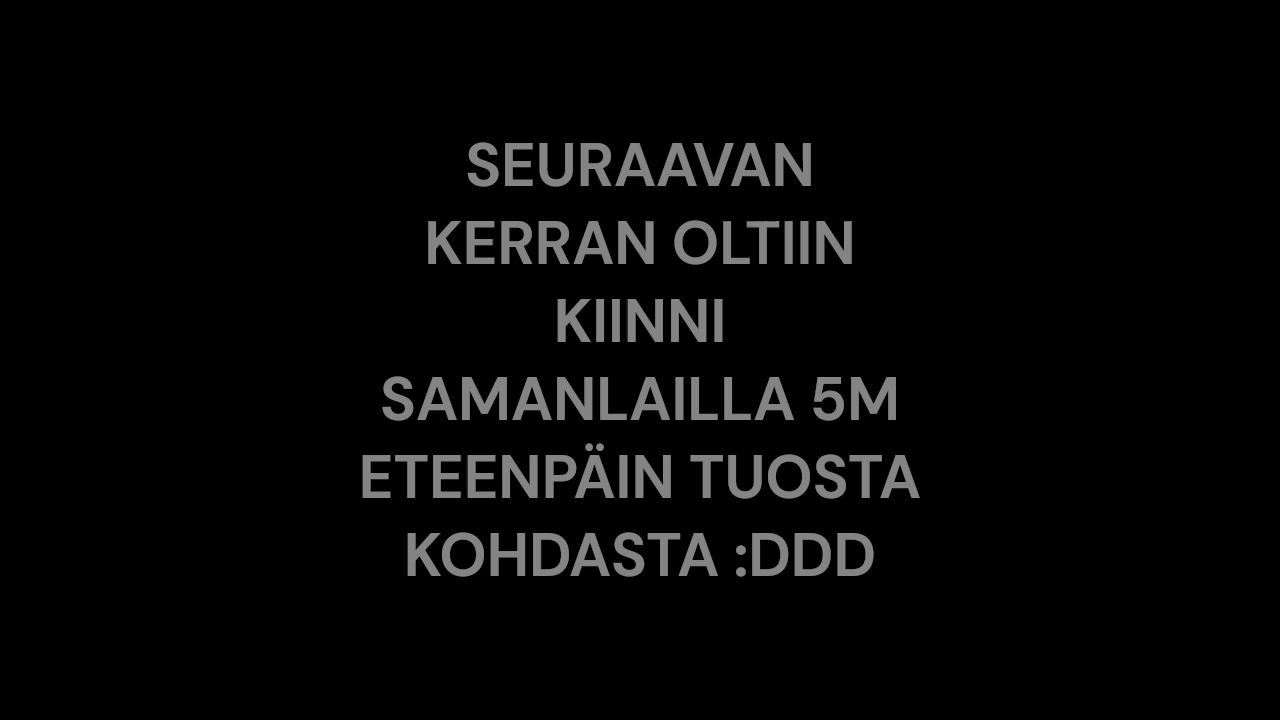 SEURAAVAN
KERRAN OLTIIN
KIINNI
SAMANLAILLA 5M
ETEENPÄIN TUOSTA
KOHDASTA :DDD